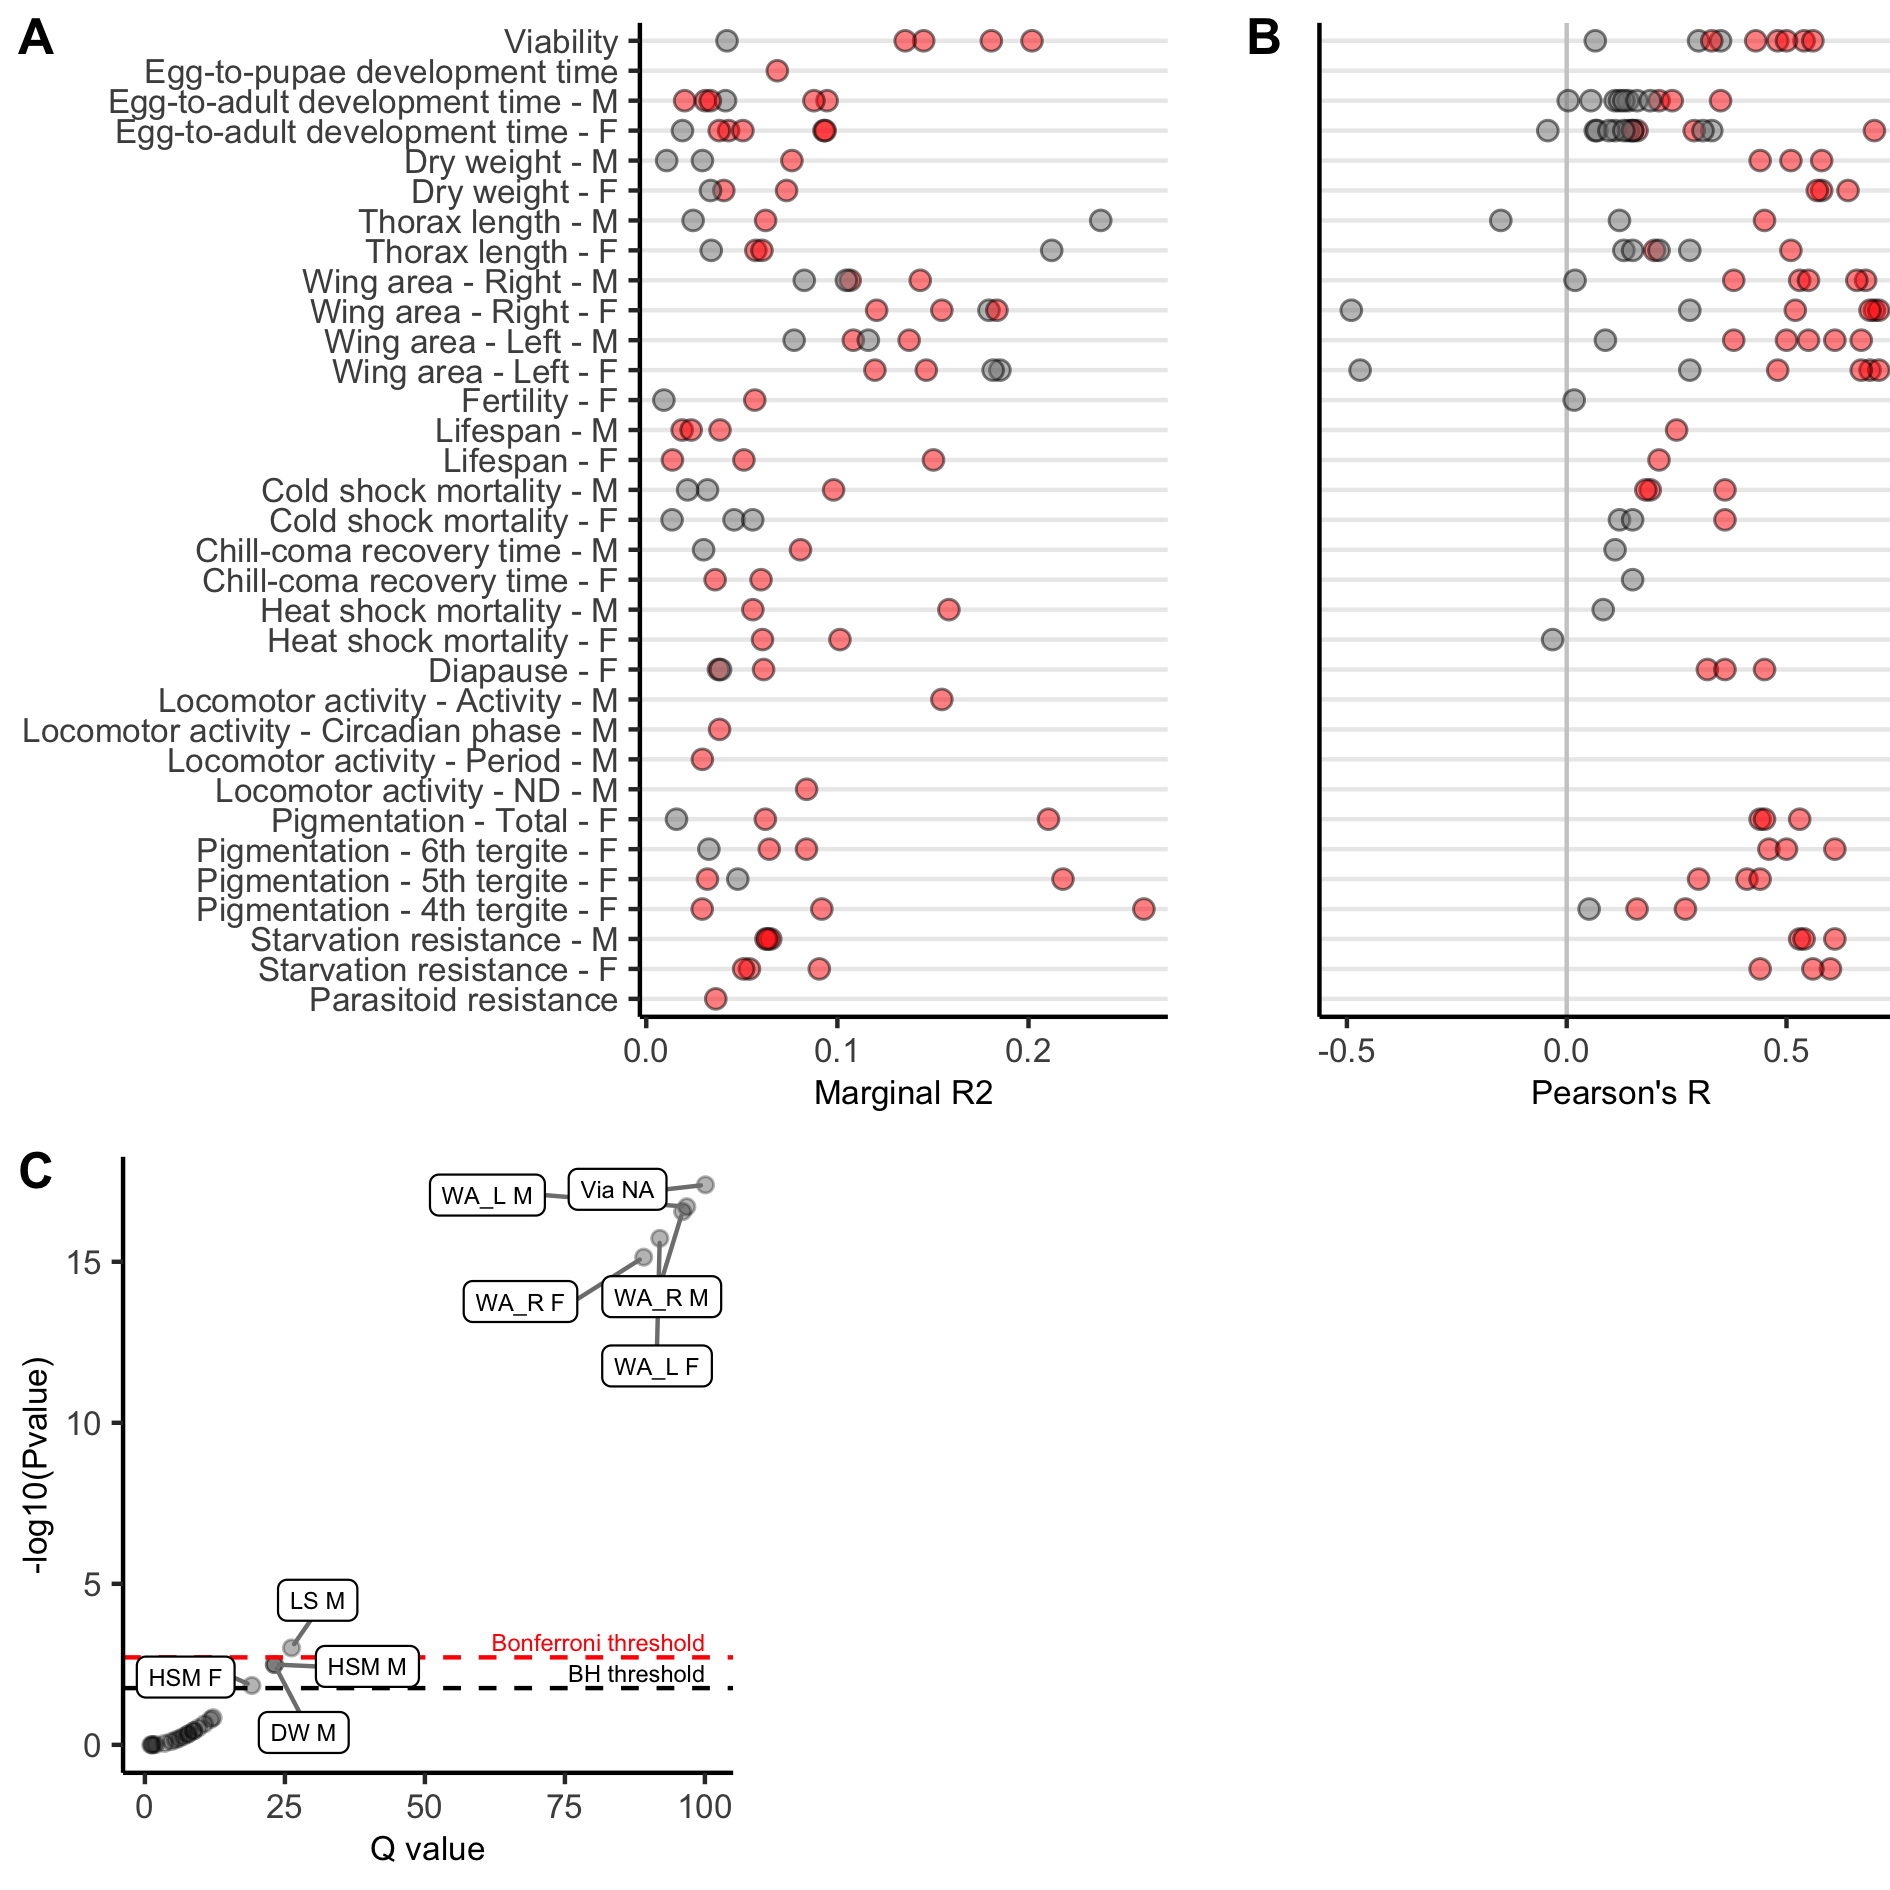 A
B
Viability
Egg-to-pupae development time
Egg-to-adult development time - M
Egg-to-adult development time - F
Dry weight - M
Dry weight - F
Thorax length - M
Thorax length - F
Wing area - Right - M
Wing area - Right - F
Wing area - Left - M
Wing area - Left - F
Fertility - F
Lifespan - M
Lifespan - F
Cold shock mortality - M
Cold shock mortality - F
Chill-coma recovery time - M
Chill-coma recovery time - F
Heat shock mortality - M
Heat shock mortality - F
Diapause - F
Locomotor activity - Activity - M
Locomotor activity - Circadian phase - M
Locomotor activity - Period - M
Locomotor activity - ND - M
Pigmentation - Total - F
Pigmentation - 6th tergite - F
Pigmentation - 5th tergite - F
Pigmentation - 4th tergite - F
Starvation resistance - M
Starvation resistance - F
Parasitoid resistance
0.0 0.1 0.2
Marginal R2
-0.5 0.0 0.5
Pearson's R
C
-log10(Pvalue)
15
10
5
0
WA_L M
Via NA
WA_R F
WA_R M
WA_L F
LS M
Bonferroni threshold
HSM M
BH threshold
HSM F
DW M
0 25 50 75 100
Q value